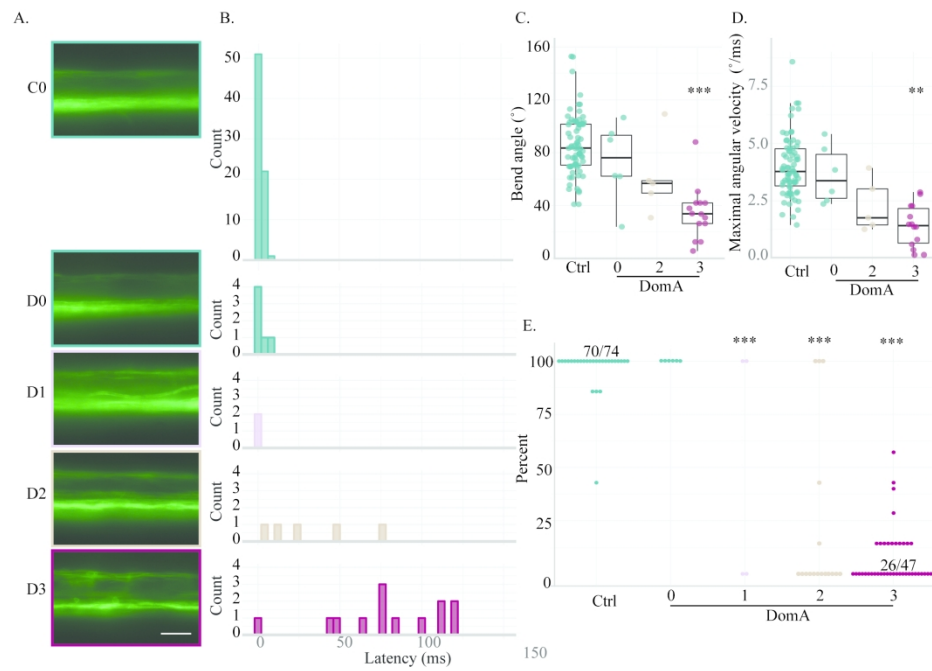 A.
B.
C.
D.
E.
C0
D0
D1
D2
D3
Count
50
40
30
20
10
0
Count
4
3
2
1
0
Count
4
3
2
1
0
Count
4
3
2
1
0
Count
4
3
2
1
0
0
50
100
150
Latency (ms)
Bend angle (°)
160
120
80
40
0
***
Ctrl
0
2
3
DomA
Maximal angular velocity (°/ms)
7.5
5.0
2.5
0.0
**
Ctrl
0
2
3
DomA
Percent
100
75
50
25
0
70/74
***
***
***
26/47
Ctrl
0
1
2
3
DomA